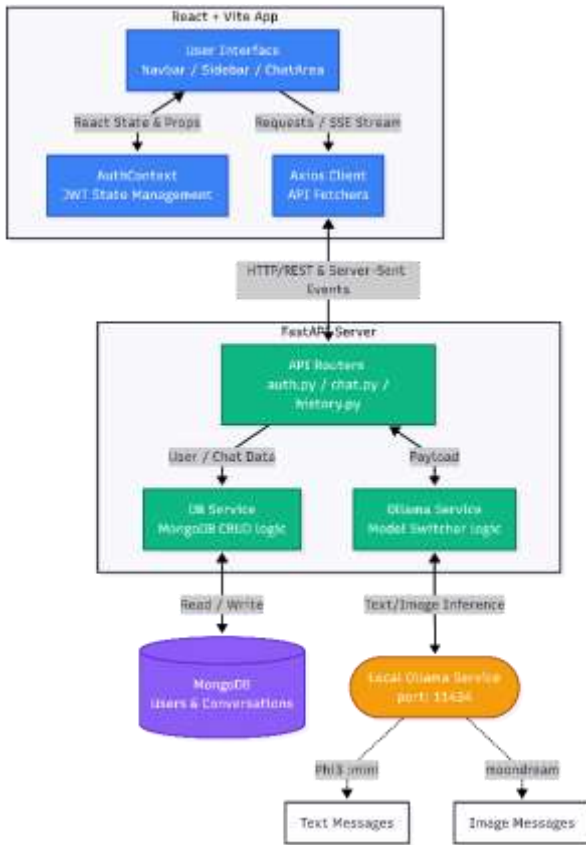 React + Vite App
User Interface
Navbar / Sidebar / ChatArea
React State & Props
Requests / SSE Stream
AuthContext
JWT State Management
Axios Client
API Fetchers
HTTP/REST & Server-Sent
Events
FastAPI Server
API Routers
auth.py / chat.py /
history.py
User / Chat Data
Payload
DB Service
MongoDB CRUD logic
Ollama Service
Model Switcher logic
Read / Write
Text/Image Inference
MongoDB
Users & Conversations
Local Ollama Service
port: 11434
Phi3 :mini
moondream
Text Messages
Image Messages